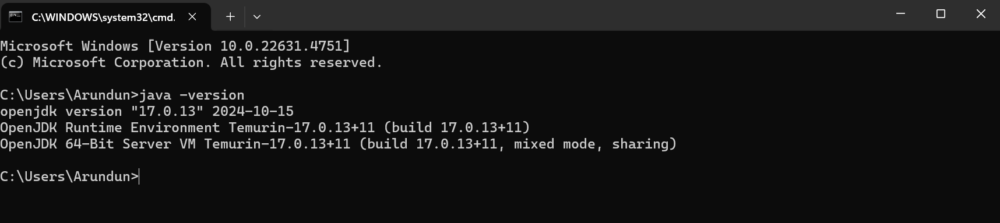 C:\WINDOWS\system32\cmd.
Microsoft Windows [Version 10.0.22631.4751]
(c) Microsoft Corporation. All rights reserved.
C:\Users\Arundun>java -version
openjdk version "17.0.13" 2024-10-15
OpenJDK Runtime Environment Temurin-17.0.13+11 (build 17.0.13+11)
OpenJDK 64-Bit Server VM Temurin-17.0.13+11 (build 17.0.13+11, mixed mode, sharing)
C:\Users\Arundun>